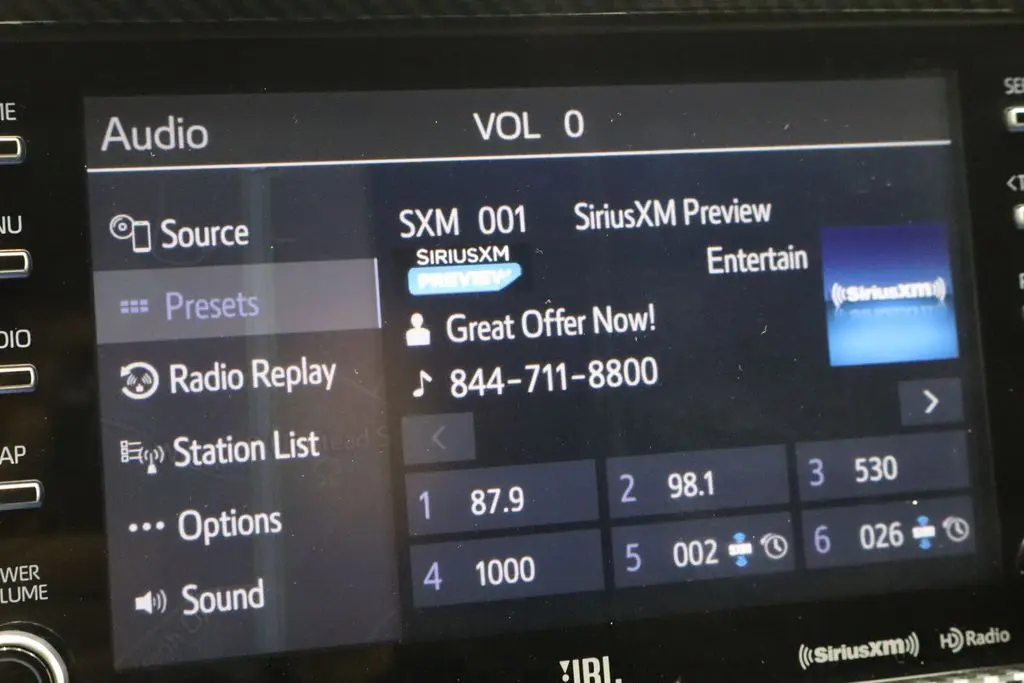 Audio
VOL 0
Source
Presets
Radio Replay
Station List
Options
Sound
SXM 001
SiriusXM Preview
SIRIUSXM
PREVIEW
Entertain
SiriusXM
Great Offer Now!
844-711-8800
1 87.9
2 98.1
3 530
4 1000
5 002
6 026
JBL
SiriusXM
HD Radio